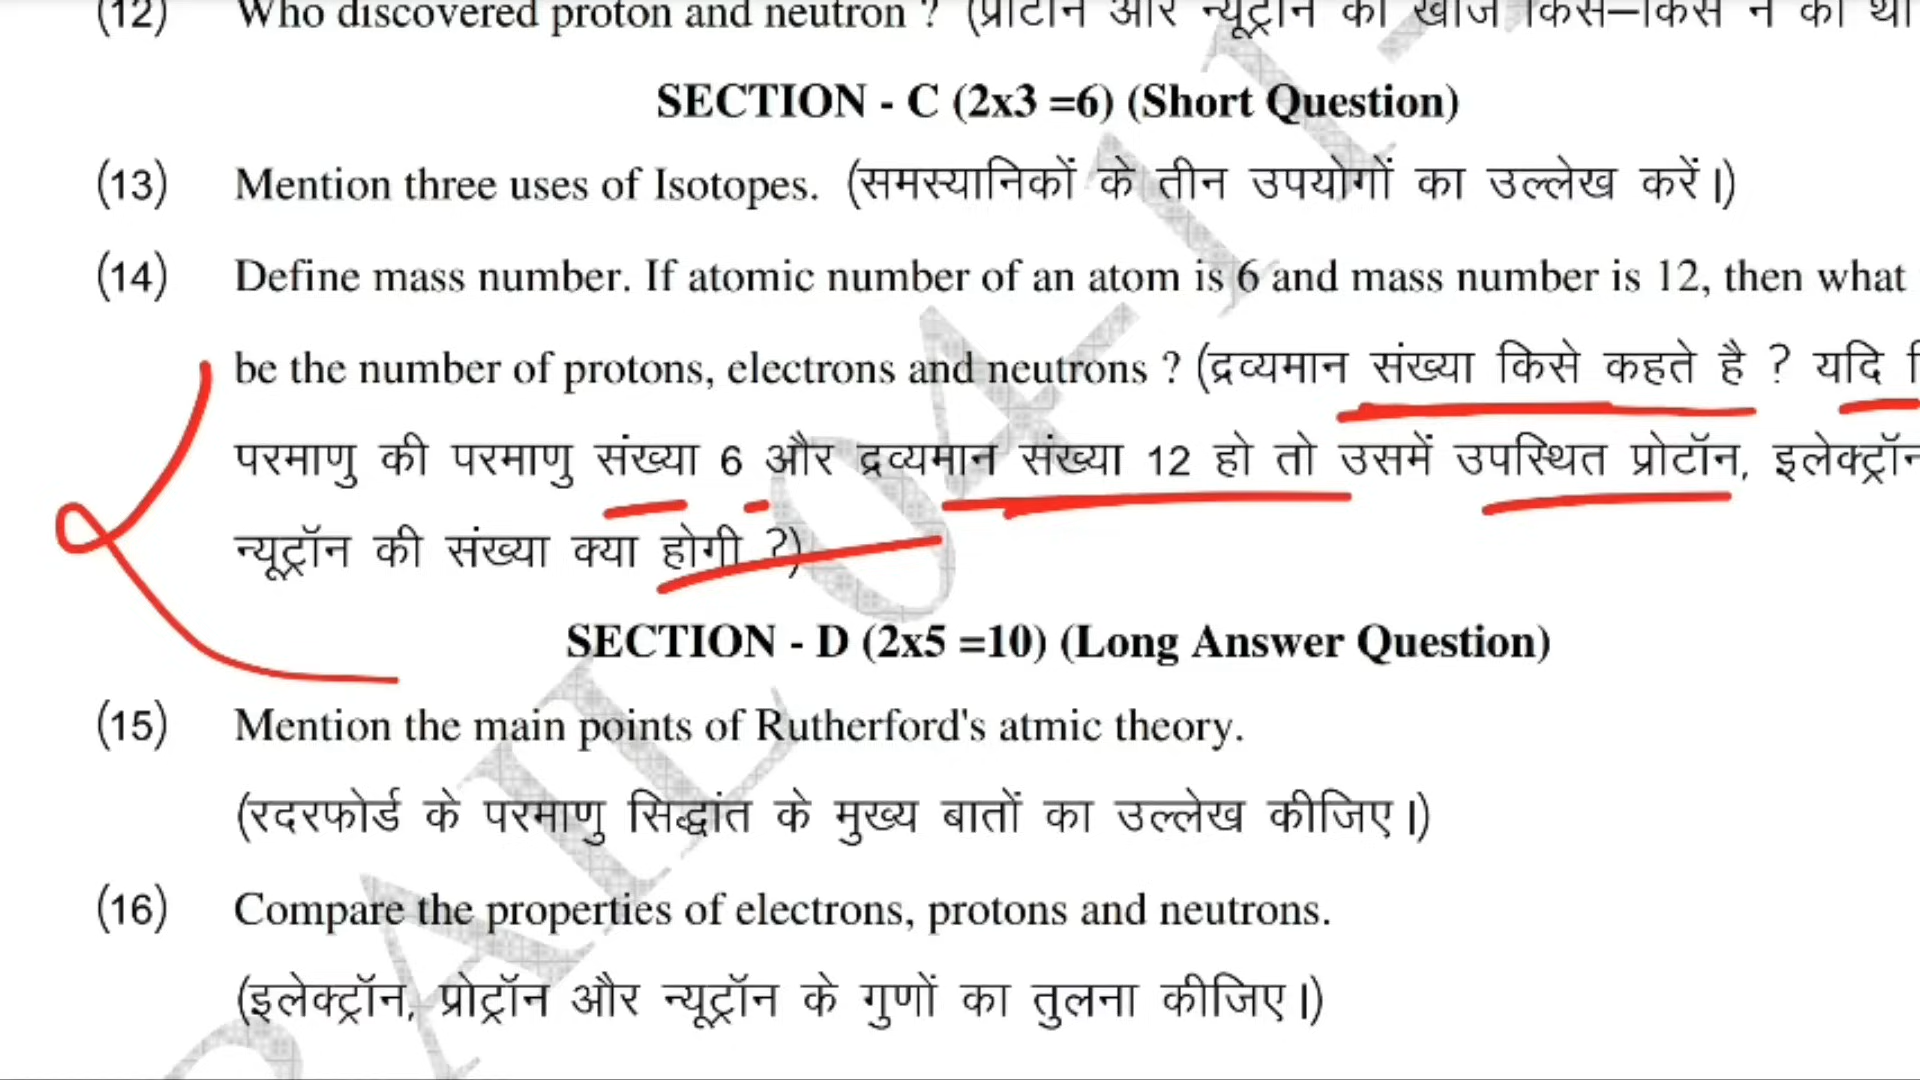 (12) Who discovered proton and neutron ? (प्रोटॉन और न्यूट्रॉन की खोज किस–किस ने की थी
SECTION - C (2x3 =6) (Short Question)
(13) Mention three uses of Isotopes. (समस्यानिकों के तीन उपयोगों का उल्लेख करें।)
(14) Define mass number. If atomic number of an atom is 6 and mass number is 12, then what
be the number of protons, electrons and neutrons ? (द्रव्यमान संख्या किसे कहते है ? यदि
परमाणु की परमाणु संख्या 6 और द्रव्यमान संख्या 12 हो तो उसमें उपस्थित प्रोटॉन, इलेक्ट्रॉन
न्यूट्रॉन की संख्या क्या होगी ?)
SECTION - D (2x5 =10) (Long Answer Question)
(15) Mention the main points of Rutherford's atmic theory.
(रदरफोर्ड के परमाणु सिद्धांत के मुख्य बातों का उल्लेख कीजिए।)
(16) Compare the properties of electrons, protons and neutrons.
(इलेक्ट्रॉन, प्रोट्रॉन और न्यूट्रॉन के गुणों का तुलना कीजिए।)